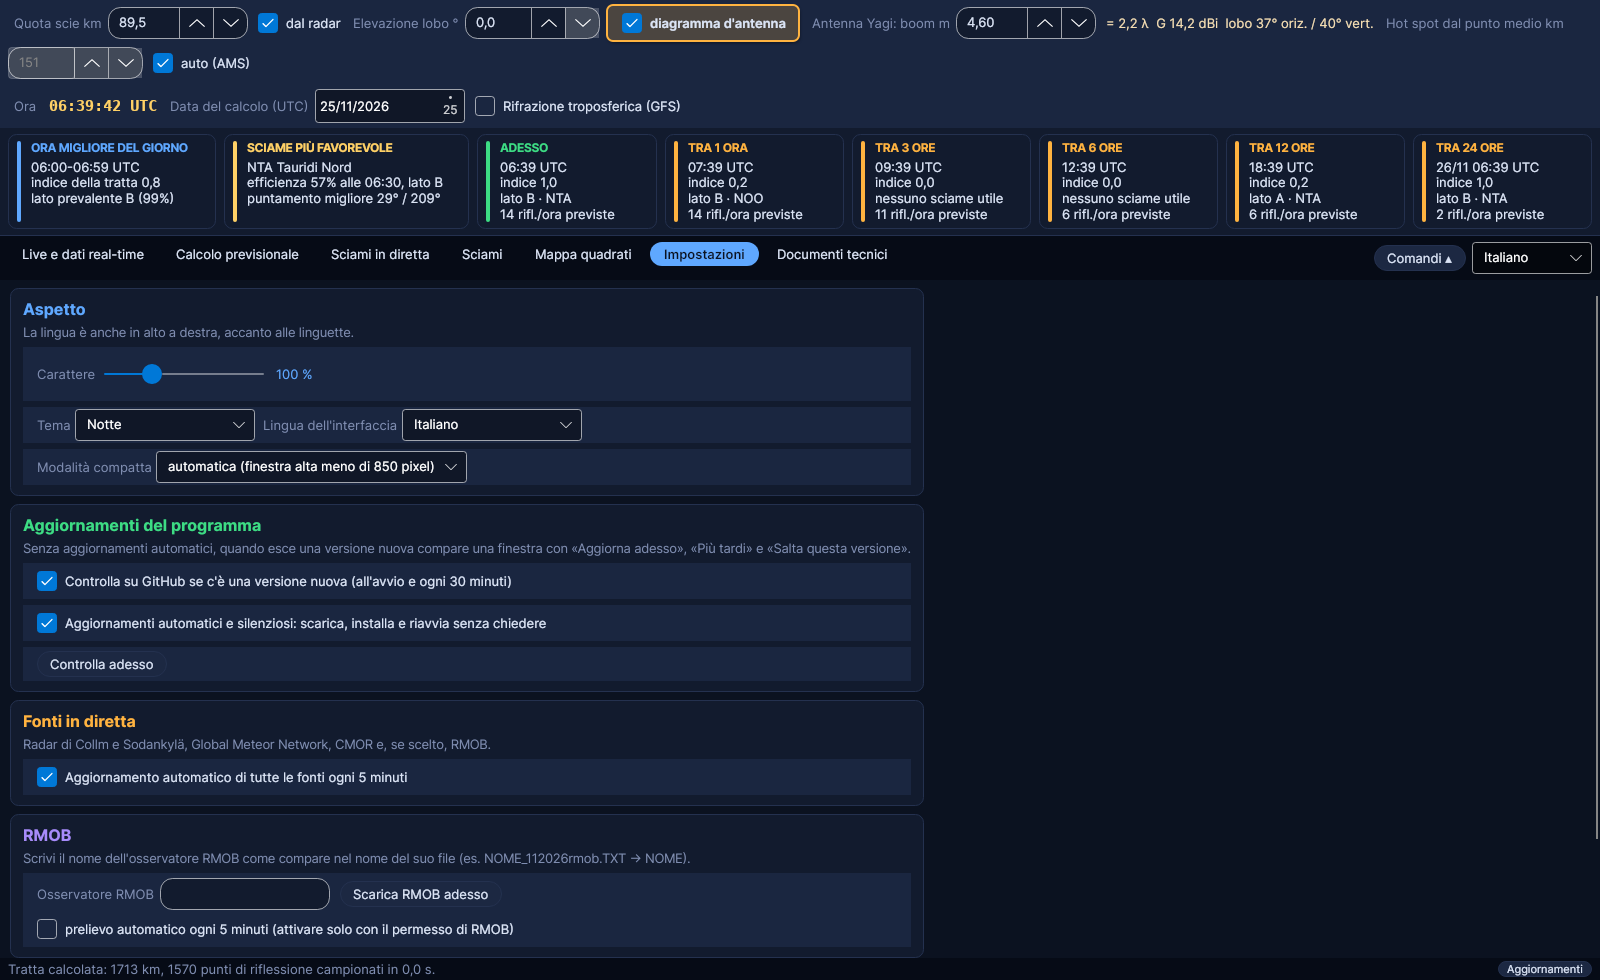 Quota scie km 89,5 dal radar Elevazione lobo ° 0,0 diagramma d'antenna Antenna Yagi: boom m 4,60 = 2,2 λ G 14,2 dBi lobo 37° oriz. / 40° vert. Hot spot dal punto medio km
151 auto (AMS)
Ora 06:39:42 UTC Data del calcolo (UTC) 25/11/2026 25 Rifrazione troposferica (GFS)
ORA MIGLIORE DEL GIORNO
06:00-06:59 UTC
indice della tratta 0,8
lato prevalente B (99%)
SCIAME PIÙ FAVOREVOLE
NTA Tauridi Nord
efficienza 57% alle 06:30, lato B
puntamento migliore 29° / 209°
ADESSO
06:39 UTC
indice 1,0
lato B · NTA
14 rifl./ora previste
TRA 1 ORA
07:39 UTC
indice 0,2
lato B · NOO
14 rifl./ora previste
TRA 3 ORE
09:39 UTC
indice 0,0
nessuno sciame utile
11 rifl./ora previste
TRA 6 ORE
12:39 UTC
indice 0,0
nessuno sciame utile
6 rifl./ora previste
TRA 12 ORE
18:39 UTC
indice 0,2
lato A · NTA
6 rifl./ora previste
TRA 24 ORE
26/11 06:39 UTC
indice 1,0
lato B · NTA
2 rifl./ora previste
Live e dati real-time Calcolo previsionale Sciami in diretta Sciami Mappa quadrati Impostazioni Documenti tecnici Comandi ▴ Italiano
Aspetto
La lingua è anche in alto a destra, accanto alle linguette.
Carattere 100 %
Tema Notte Lingua dell'interfaccia Italiano
Modalità compatta automatica (finestra alta meno di 850 pixel)
Aggiornamenti del programma
Senza aggiornamenti automatici, quando esce una versione nuova compare una finestra con «Aggiorna adesso», «Più tardi» e «Salta questa versione».
Controlla su GitHub se c'è una versione nuova (all'avvio e ogni 30 minuti)
Aggiornamenti automatici e silenziosi: scarica, installa e riavvia senza chiedere
Controlla adesso
Fonti in diretta
Radar di Collm e Sodankylä, Global Meteor Network, CMOR e, se scelto, RMOB.
Aggiornamento automatico di tutte le fonti ogni 5 minuti
RMOB
Scrivi il nome dell'osservatore RMOB come compare nel nome del suo file (es. NOME_112026rmob.TXT → NOME).
Osservatore RMOB Scarica RMOB adesso
prelievo automatico ogni 5 minuti (attivare solo con il permesso di RMOB)
Tratta calcolata: 1713 km, 1570 punti di riflessione campionati in 0,0 s. Aggiornamenti